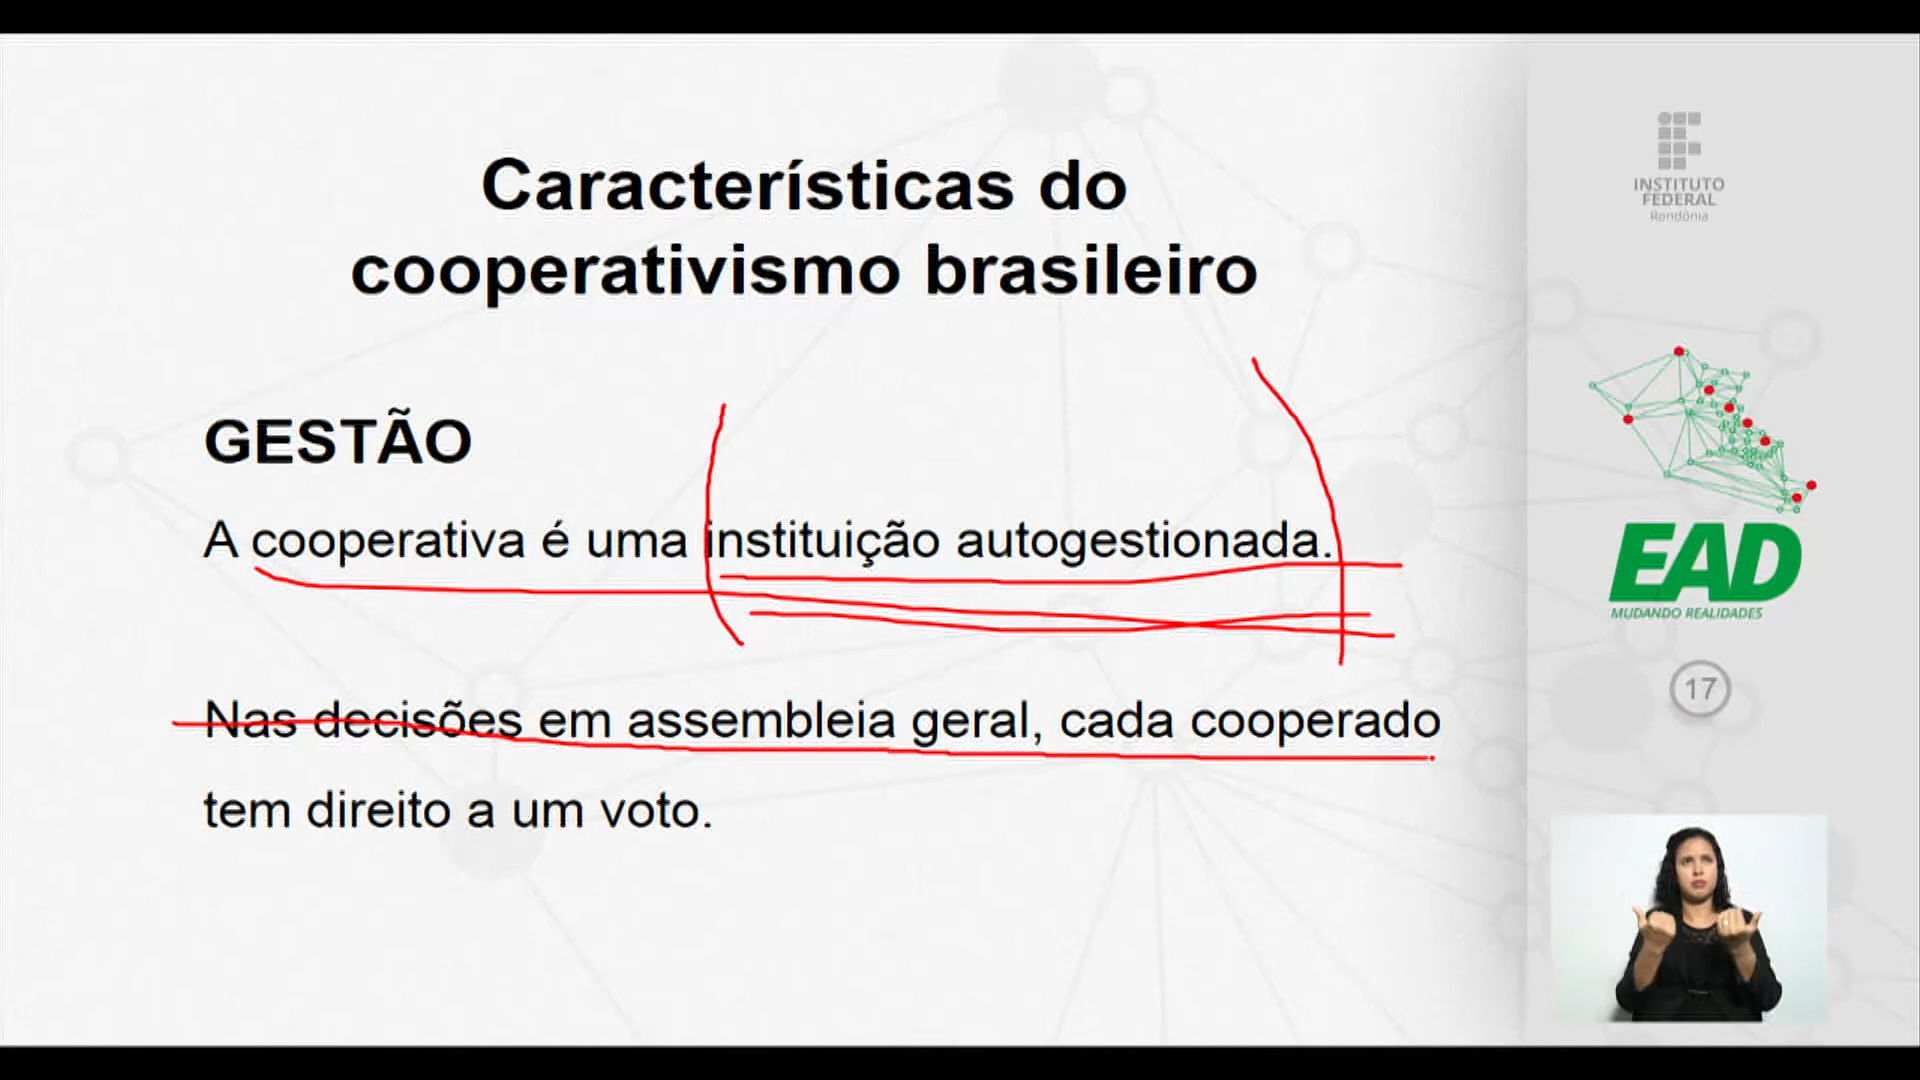 Características do
cooperativismo brasileiro
GESTÃO
A cooperativa é uma instituição autogestionada.
Nas decisões em assembleia geral, cada cooperado
tem direito a um voto.
INSTITUTO
FEDERAL
Rondônia
EAD
MUDANDO REALIDADES
17